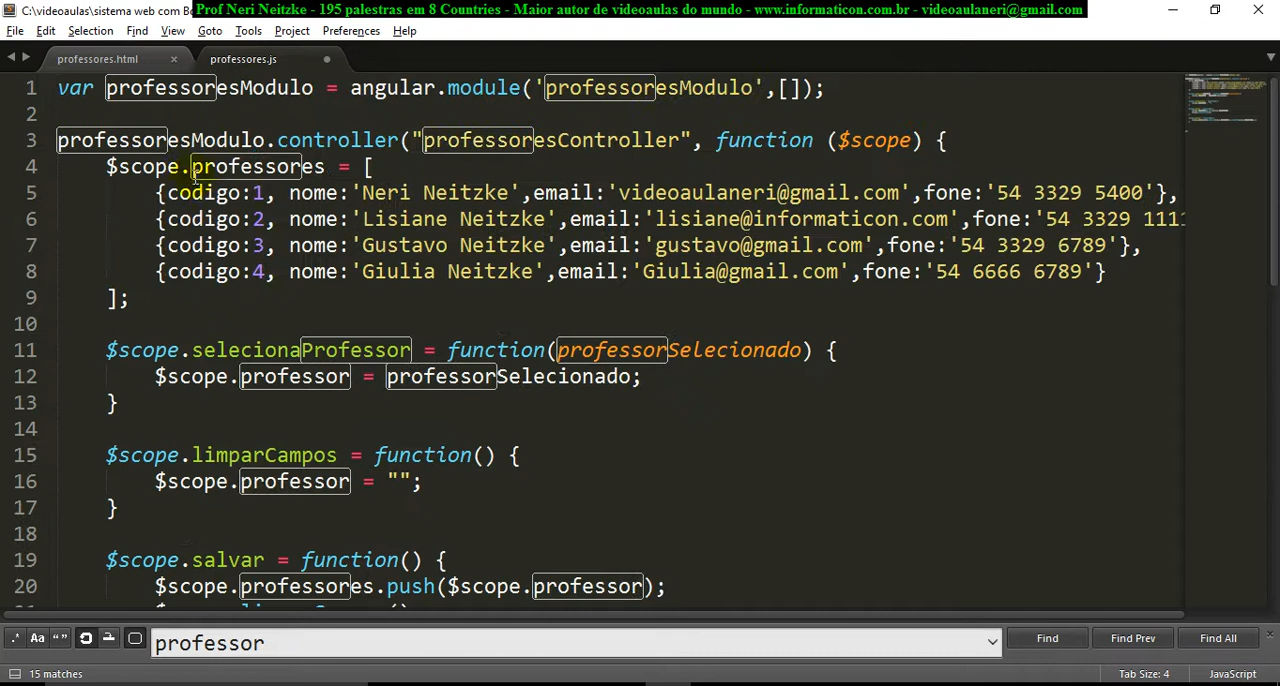 C:\videoaulas\sistema web com Bo
Prof Neri Neitzke - 195 palestras em 8 Countries - Maior autor de videoaulas do mundo - www.informaticon.com.br - videoaulaneri@gmail.com
File Edit Selection Find View Goto Tools Project Preferences Help
professores.html × professores.js
1 var professoresModulo = angular.module('professoresModulo',[]);
2
3 professoresModulo.controller("professoresController", function ($scope) {
4 $scope.professores = [
5 {codigo:1, nome:'Neri Neitzke',email:'videoaulaneri@gmail.com',fone:'54 3329 5400'},
6 {codigo:2, nome:'Lisiane Neitzke',email:'lisiane@informaticon.com',fone:'54 3329 1111
7 {codigo:3, nome:'Gustavo Neitzke',email:'gustavo@gmail.com',fone:'54 3329 6789'},
8 {codigo:4, nome:'Giulia Neitzke',email:'Giulia@gmail.com',fone:'54 6666 6789'}
9 ];
10
11 $scope.selecionaProfessor = function(professorSelecionado) {
12 $scope.professor = professorSelecionado;
13 }
14
15 $scope.limparCampos = function() {
16 $scope.professor = "";
17 }
18
19 $scope.salvar = function() {
20 $scope.professores.push($scope.professor);
.* Aa “” professor Find Find Prev Find All
15 matches Tab Size: 4 JavaScript